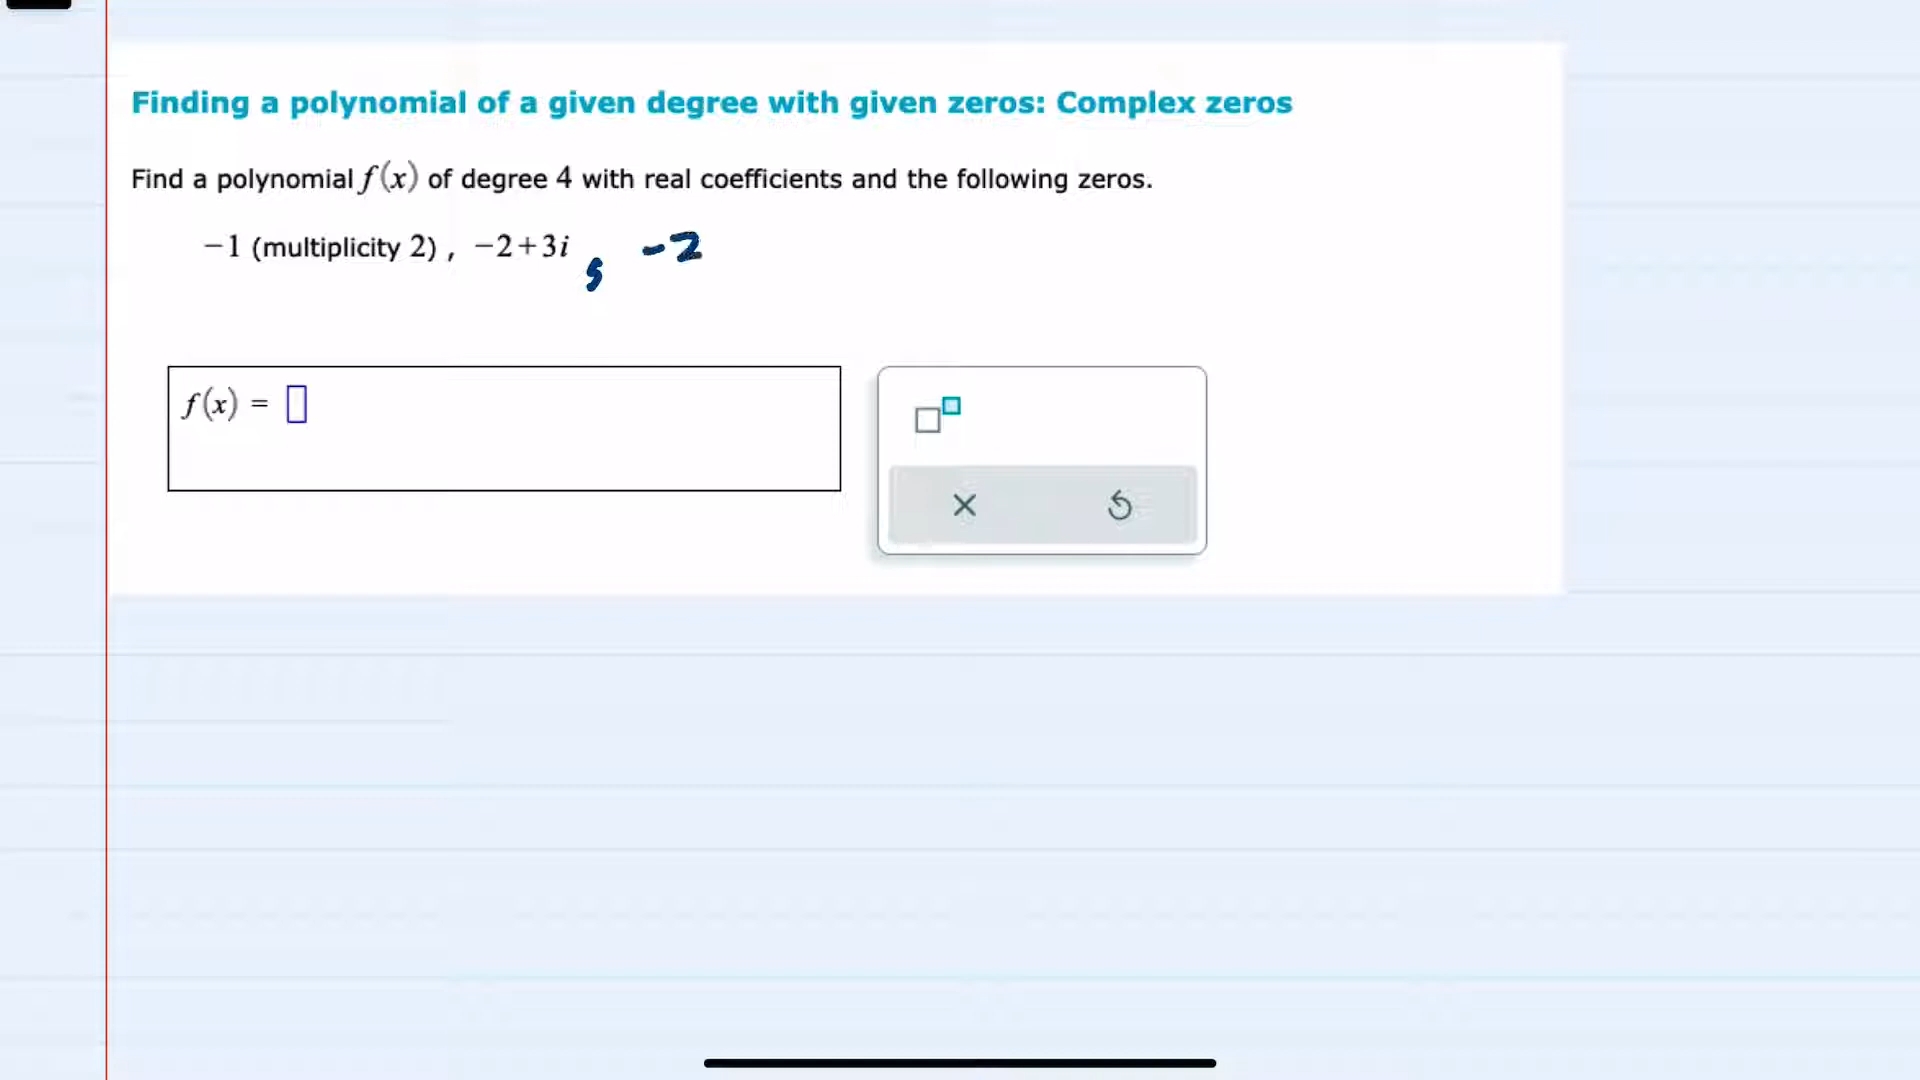 Finding a polynomial of a given degree with given zeros: Complex zeros
Find a polynomial f(x) of degree 4 with real coefficients and the following zeros.
−1 (multiplicity 2) , −2+3i , -2
f(x) =